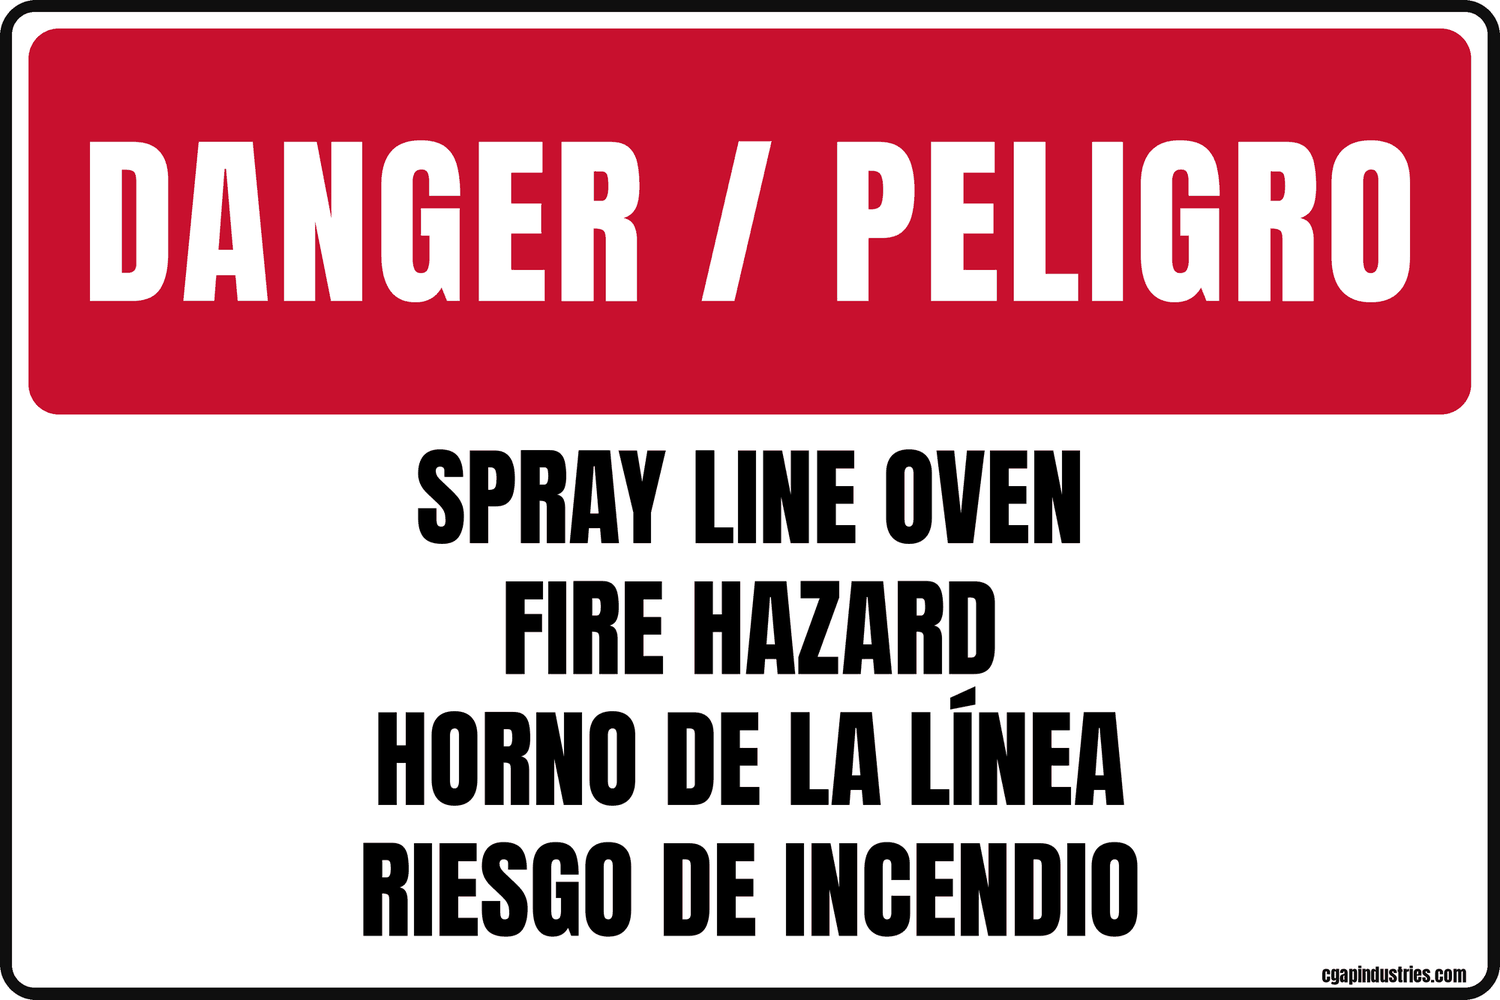 DANGER / PELIGRO
SPRAY LINE OVEN
FIRE HAZARD
HORNO DE LA LÍNEA
RIESGO DE INCENDIO
cgapindustries.com